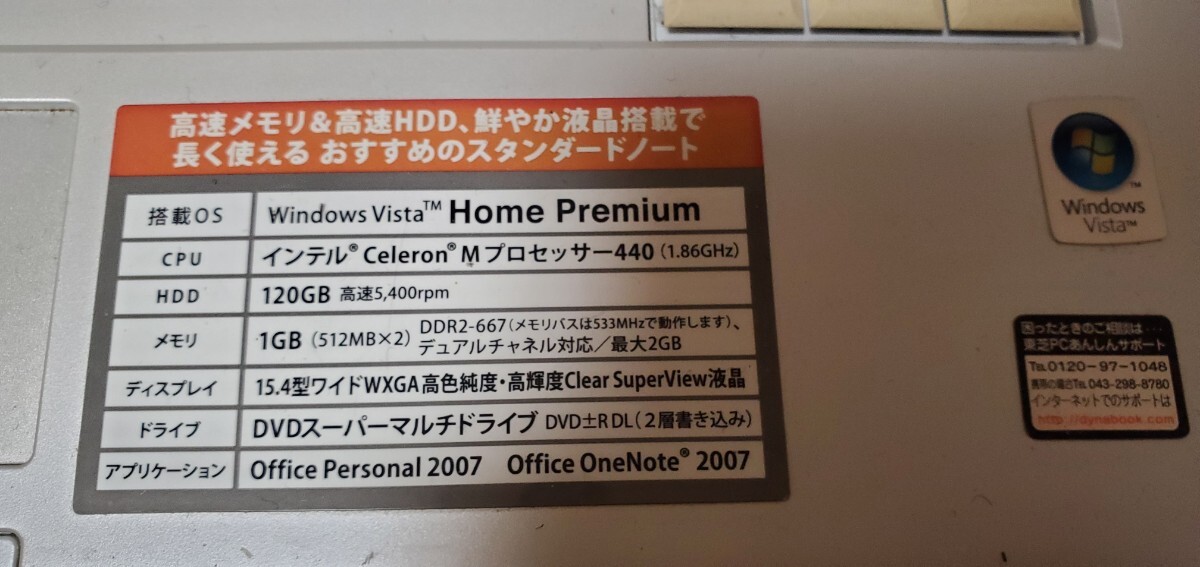 高速メモリ&高速HDD、鮮やか液晶搭載で
長く使える おすすめのスタンダードノート
搭載OS Windows Vista™ Home Premium
CPU インテル® Celeron® M プロセッサー440 (1.86GHz)
HDD 120GB 高速5,400rpm
メモリ 1GB (512MB×2) DDR2-667(メモリバスは533MHzで動作します)、
デュアルチャネル対応/最大2GB
ディスプレイ 15.4型ワイドWXGA高色純度・高輝度Clear SuperView液晶
ドライブ DVDスーパーマルチドライブ DVD±R DL(2層書き込み)
アプリケーション Office Personal 2007 Office OneNote® 2007
Windows
Vista™
困ったときのご相談は・・・
東芝PCあんしんサポート
TEL 0120-97-1048
携帯の場合TEL 043-298-8780
インターネットでのサポートは
http://dynabook.com